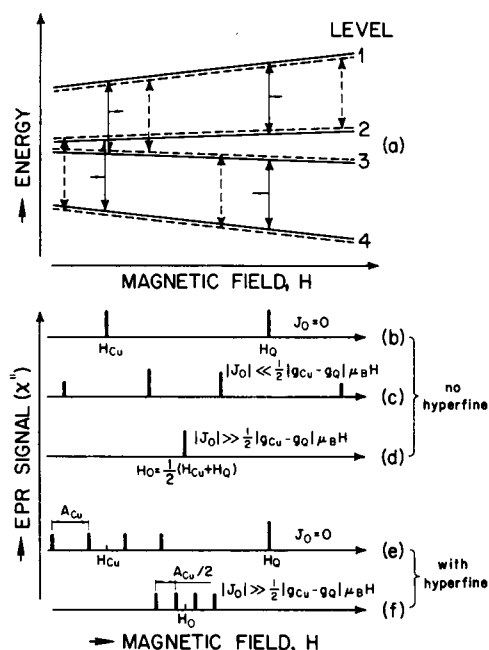 LEVEL
ENERGY
1
2
3
4
(a)
MAGNETIC FIELD, H
EPR SIGNAL (χ")
H_Cu
H_Q
J_O=0
(b)
|J_O| ≪ ½|g_Cu−g_Q|μ_B H
(c)
|J_O| ≫ ½|g_Cu−g_Q|μ_B H
(d)
H_O=½(H_Cu+H_Q)
no hyperfine
A_Cu
J_O=0
H_Cu
H_Q
(e)
A_Cu/2
|J_O| ≫ ½|g_Cu−g_Q|μ_B H
H_O
(f)
with hyperfine
MAGNETIC FIELD, H